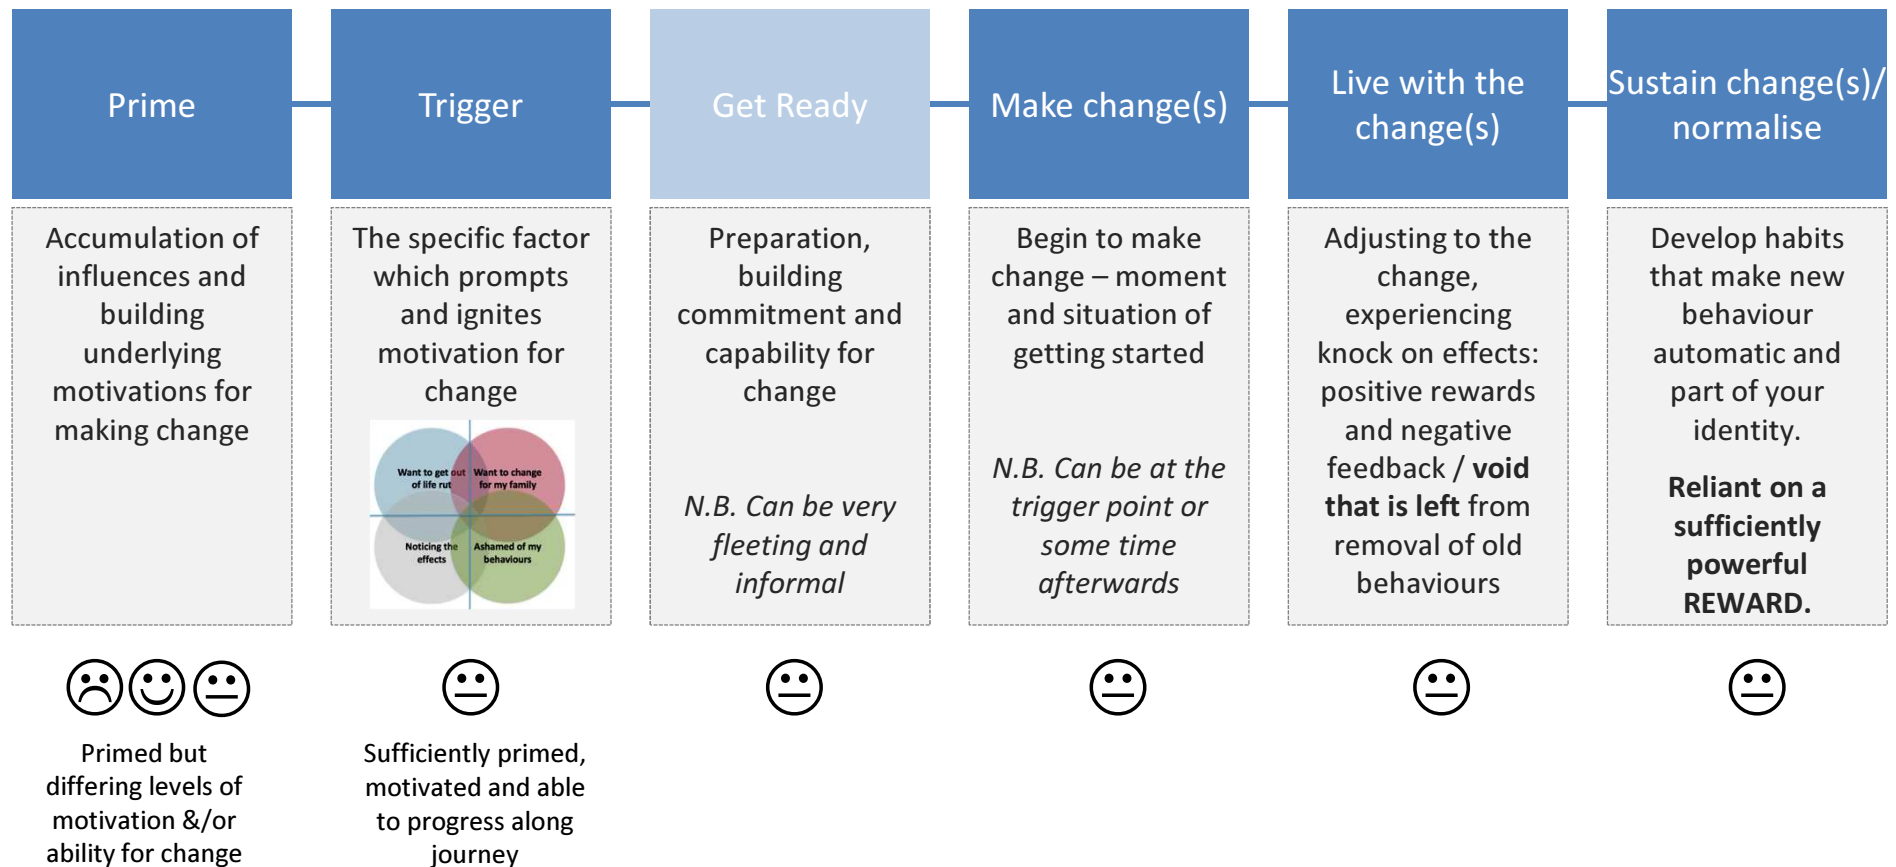 Prime
Trigger
Get Ready
Make change(s)
Live with the
change(s)
Sustain change(s)/
normalise
Accumulation of
influences and
building
underlying
motivations for
making change
The specific factor
which prompts
and ignites
motivation for
change
Want to get out
of life rut
Want to change
for my family
Noticing the
effects
Ashamed of my
behaviours
Preparation,
building
commitment and
capability for
change
N.B. Can be very
fleeting and
informal
Begin to make
change – moment
and situation of
getting started
N.B. Can be at the
trigger point or
some time
afterwards
Adjusting to the
change,
experiencing
knock on effects:
positive rewards
and negative
feedback / void
that is left from
removal of old
behaviours
Develop habits
that make new
behaviour
automatic and
part of your
identity.
Reliant on a
sufficiently
powerful
REWARD.
Primed but
differing levels of
motivation &/or
ability for change
Sufficiently primed,
motivated and able
to progress along
journey